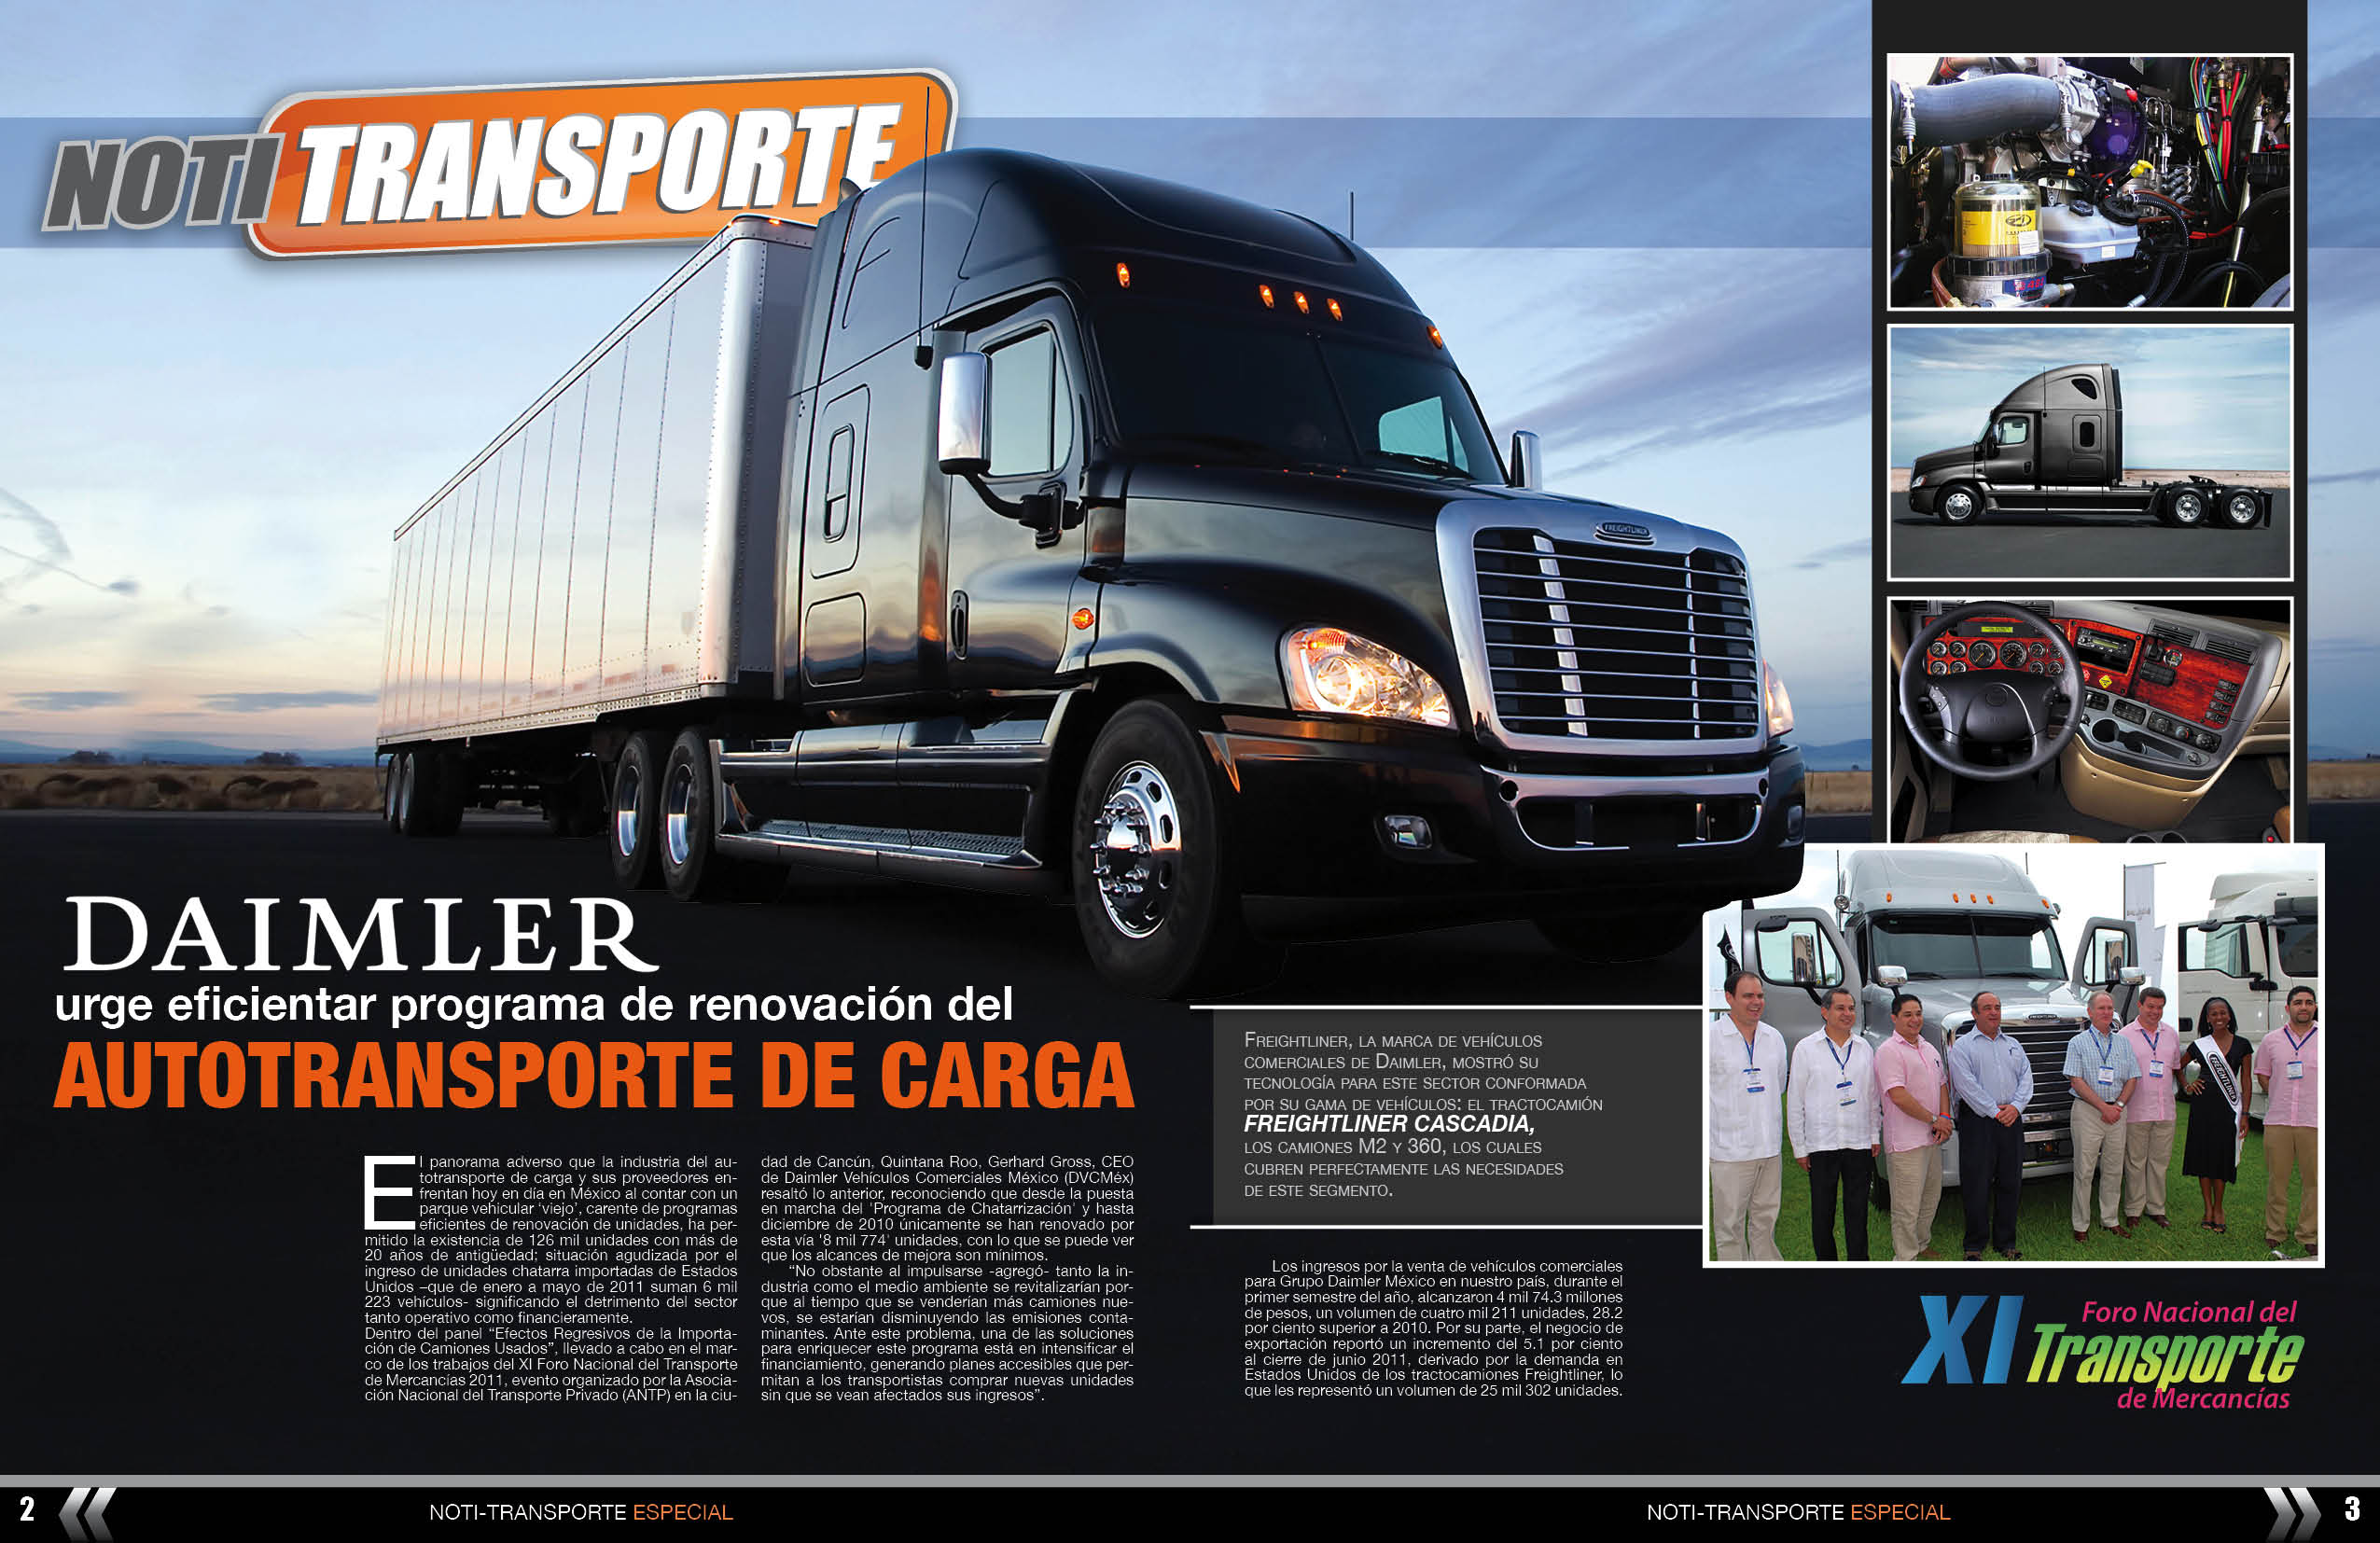 NOTI TRANSPORTE
FREIGHTLINER
DAIMLER
urge eficientar programa de renovación del
AUTOTRANSPORTE DE CARGA
El panorama adverso que la industria del au-
totransporte de carga y sus proveedores en-
frentan hoy en día en México al contar con un
parque vehicular ‘viejo’, carente de programas
eficientes de renovación de unidades, ha per-
mitido la existencia de 126 mil unidades con más de
20 años de antigüedad; situación agudizada por el
ingreso de unidades chatarra importadas de Estados
Unidos –que de enero a mayo de 2011 suman 6 mil
223 vehículos- significando el detrimento del sector
tanto operativo como financieramente.
Dentro del panel “Efectos Regresivos de la Importa-
ción de Camiones Usados”, llevado a cabo en el mar-
co de los trabajos del XI Foro Nacional del Transporte
de Mercancías 2011, evento organizado por la Asocia-
ción Nacional del Transporte Privado (ANTP) en la ciu-
dad de Cancún, Quintana Roo, Gerhard Gross, CEO
de Daimler Vehículos Comerciales México (DVCMéx)
resaltó lo anterior, reconociendo que desde la puesta
en marcha del 'Programa de Chatarrización' y hasta
diciembre de 2010 únicamente se han renovado por
esta vía '8 mil 774' unidades, con lo que se puede ver
que los alcances de mejora son mínimos.
“No obstante al impulsarse -agregó- tanto la in-
dustria como el medio ambiente se revitalizarían por-
que al tiempo que se venderían más camiones nue-
vos, se estarían disminuyendo las emisiones conta-
minantes. Ante este problema, una de las soluciones
para enriquecer este programa está en intensificar el
financiamiento, generando planes accesibles que per-
mitan a los transportistas comprar nuevas unidades
sin que se vean afectados sus ingresos”.
FREIGHTLINER, LA MARCA DE VEHÍCULOS
COMERCIALES DE DAIMLER, MOSTRÓ SU
TECNOLOGÍA PARA ESTE SECTOR CONFORMADA
POR SU GAMA DE VEHÍCULOS: EL TRACTOCAMIÓN
FREIGHTLINER CASCADIA,
LOS CAMIONES M2 Y 360, LOS CUALES
CUBREN PERFECTAMENTE LAS NECESIDADES
DE ESTE SEGMENTO.
Los ingresos por la venta de vehículos comerciales
para Grupo Daimler México en nuestro país, durante el
primer semestre del año, alcanzaron 4 mil 74.3 millones
de pesos, un volumen de cuatro mil 211 unidades, 28.2
por ciento superior a 2010. Por su parte, el negocio de
exportación reportó un incremento del 5.1 por ciento
al cierre de junio 2011, derivado por la demanda en
Estados Unidos de los tractocamiones Freightliner, lo
que les representó un volumen de 25 mil 302 unidades.
FREIGHTLINER
XI Foro Nacional del
Transporte
de Mercancías
2
NOTI-TRANSPORTE ESPECIAL
NOTI-TRANSPORTE ESPECIAL
3